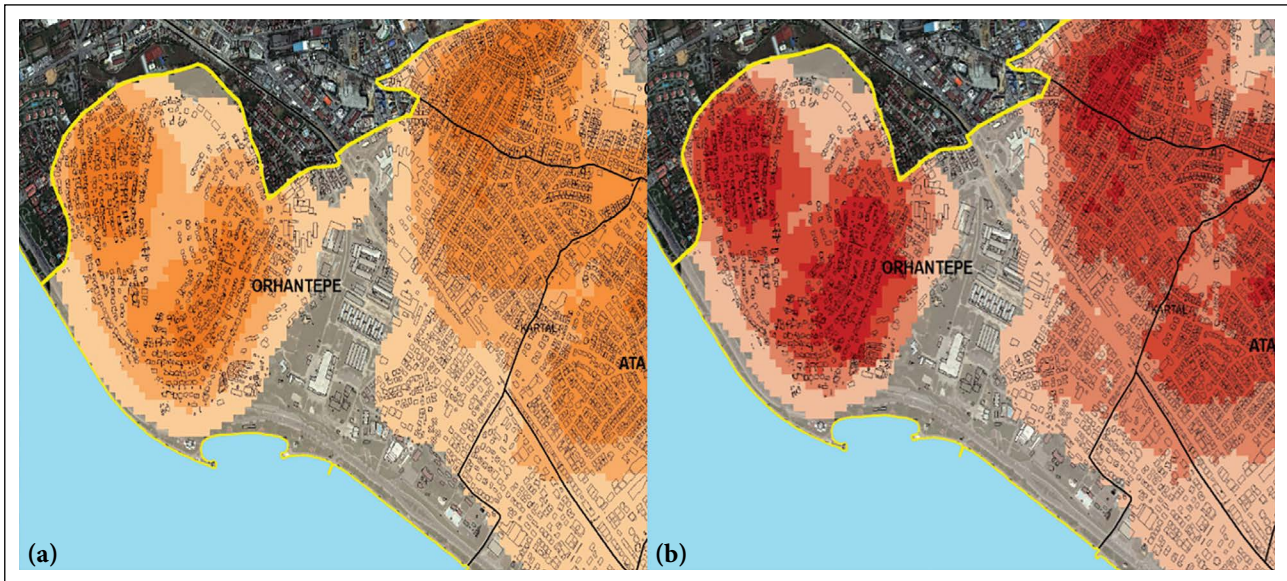 ORHANTEPE
KARTAL
ATA
(a)
ORHANTEPE
KARTAL
ATA
(b)